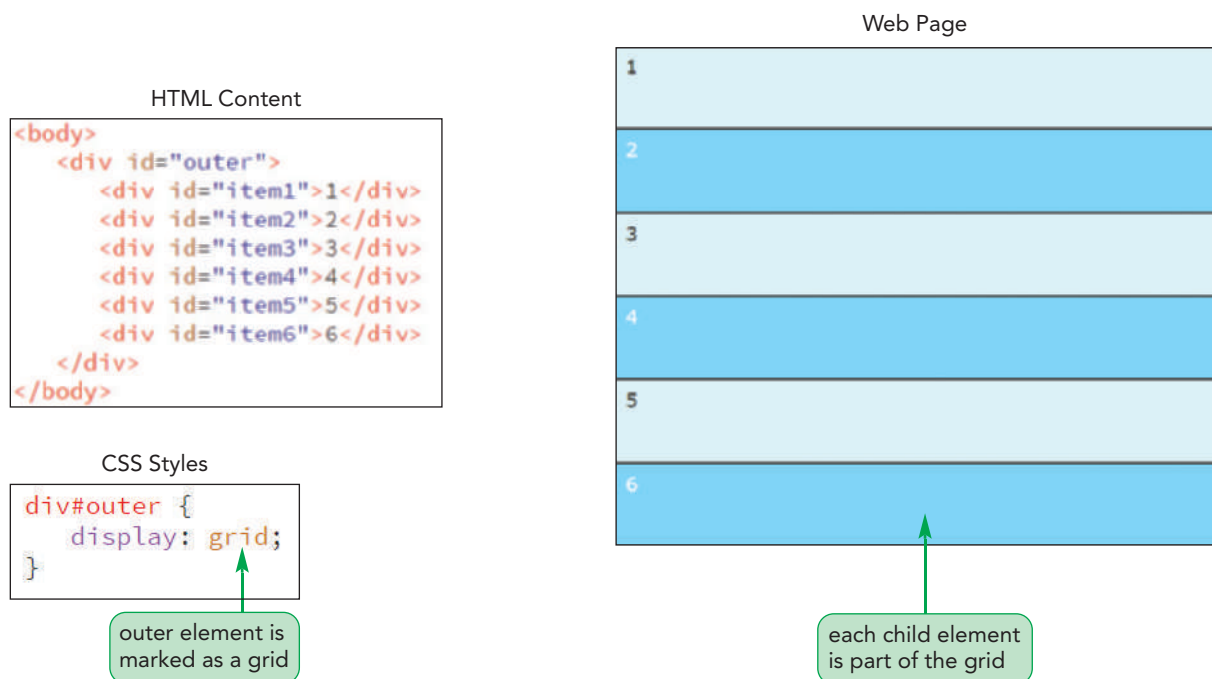 HTML Content
<body>
<div id="outer">
<div id="item1">1</div>
<div id="item2">2</div>
<div id="item3">3</div>
<div id="item4">4</div>
<div id="item5">5</div>
<div id="item6">6</div>
</div>
</body>
CSS Styles
div#outer {
display: grid;
}
outer element is
marked as a grid
Web Page
1
2
3
4
5
6
each child element
is part of the grid